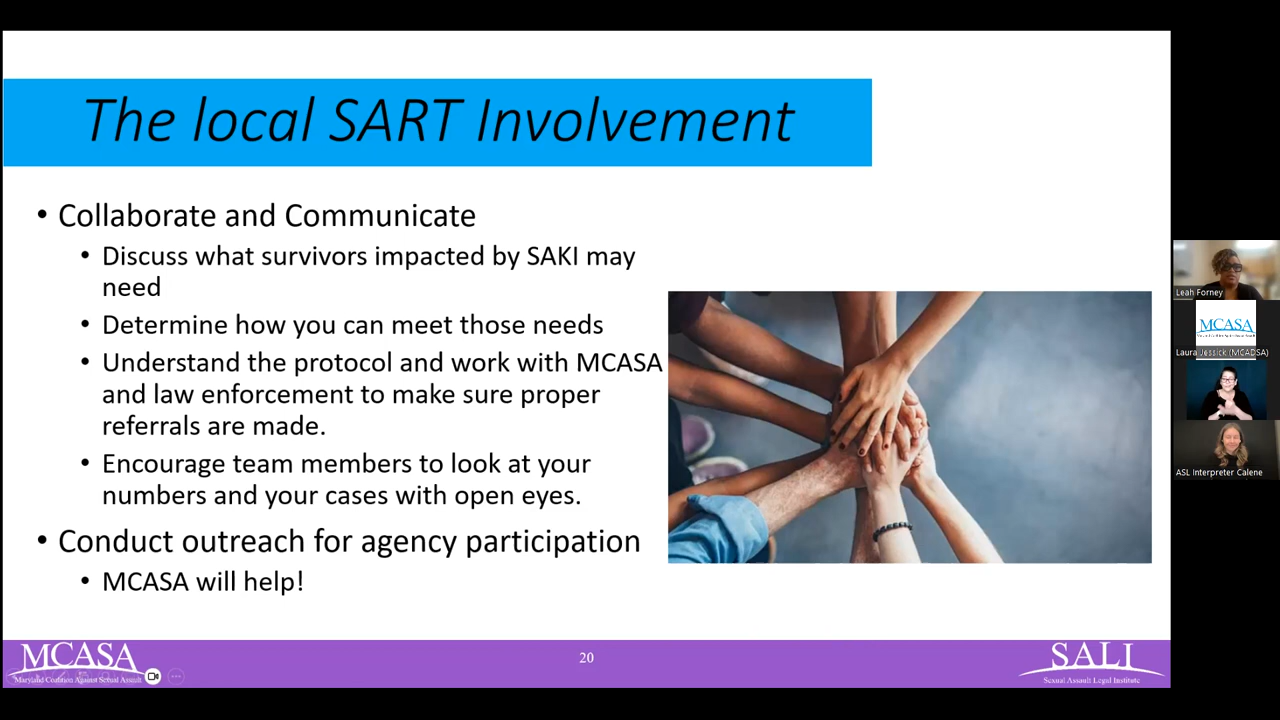 The local SART Involvement
• Collaborate and Communicate
• Discuss what survivors impacted by SAKI may
need
• Determine how you can meet those needs
• Understand the protocol and work with MCASA
and law enforcement to make sure proper
referrals are made.
• Encourage team members to look at your
numbers and your cases with open eyes.
• Conduct outreach for agency participation
• MCASA will help!
MCASA
Maryland Coalition Against Sexual Assault
20
SALI
Sexual Assault Legal Institute
Leah Forney
MCASA
Laura Jessick (MCADSA)
ASL Interpreter Calene